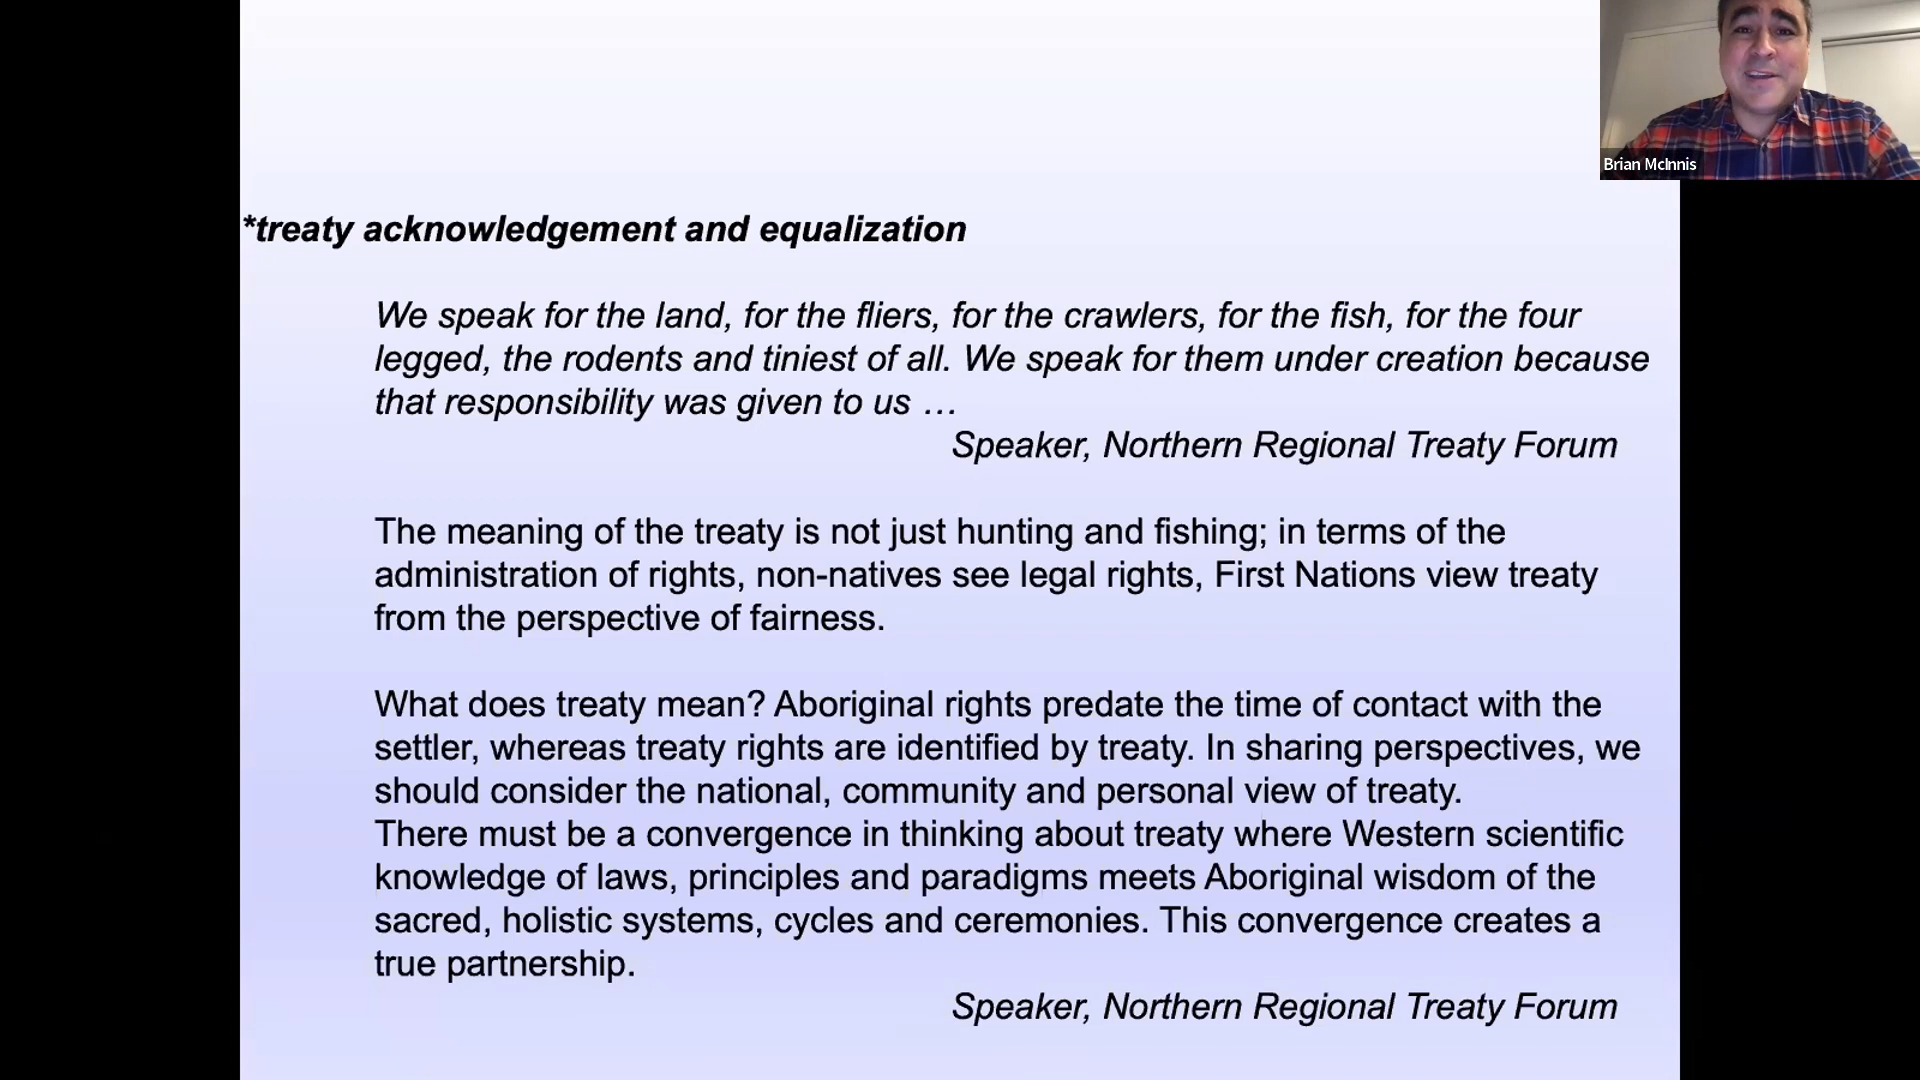 Brian McInnis
*treaty acknowledgement and equalization
We speak for the land, for the fliers, for the crawlers, for the fish, for the four
legged, the rodents and tiniest of all. We speak for them under creation because
that responsibility was given to us …
Speaker, Northern Regional Treaty Forum
The meaning of the treaty is not just hunting and fishing; in terms of the
administration of rights, non-natives see legal rights, First Nations view treaty
from the perspective of fairness.
What does treaty mean? Aboriginal rights predate the time of contact with the
settler, whereas treaty rights are identified by treaty. In sharing perspectives, we
should consider the national, community and personal view of treaty.
There must be a convergence in thinking about treaty where Western scientific
knowledge of laws, principles and paradigms meets Aboriginal wisdom of the
sacred, holistic systems, cycles and ceremonies. This convergence creates a
true partnership.
Speaker, Northern Regional Treaty Forum